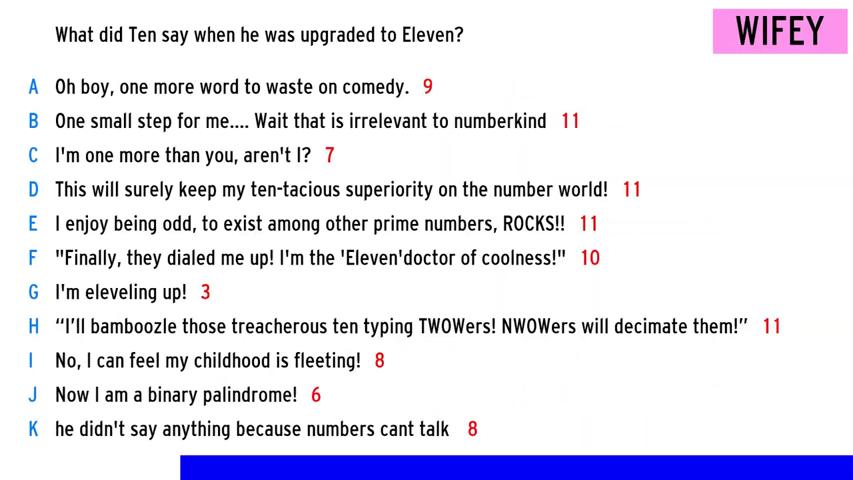 What did Ten say when he was upgraded to Eleven?
WIFEY
A Oh boy, one more word to waste on comedy. 9
B One small step for me.... Wait that is irrelevant to numberkind 11
C I'm one more than you, aren't I? 7
D This will surely keep my ten-tacious superiority on the number world! 11
E I enjoy being odd, to exist among other prime numbers, ROCKS!! 11
F "Finally, they dialed me up! I'm the 'Eleven'doctor of coolness!" 10
G I'm eleveling up! 3
H “I’ll bamboozle those treacherous ten typing TWOWers! NWOWers will decimate them!” 11
I No, I can feel my childhood is fleeting! 8
J Now I am a binary palindrome! 6
K he didn't say anything because numbers cant talk 8